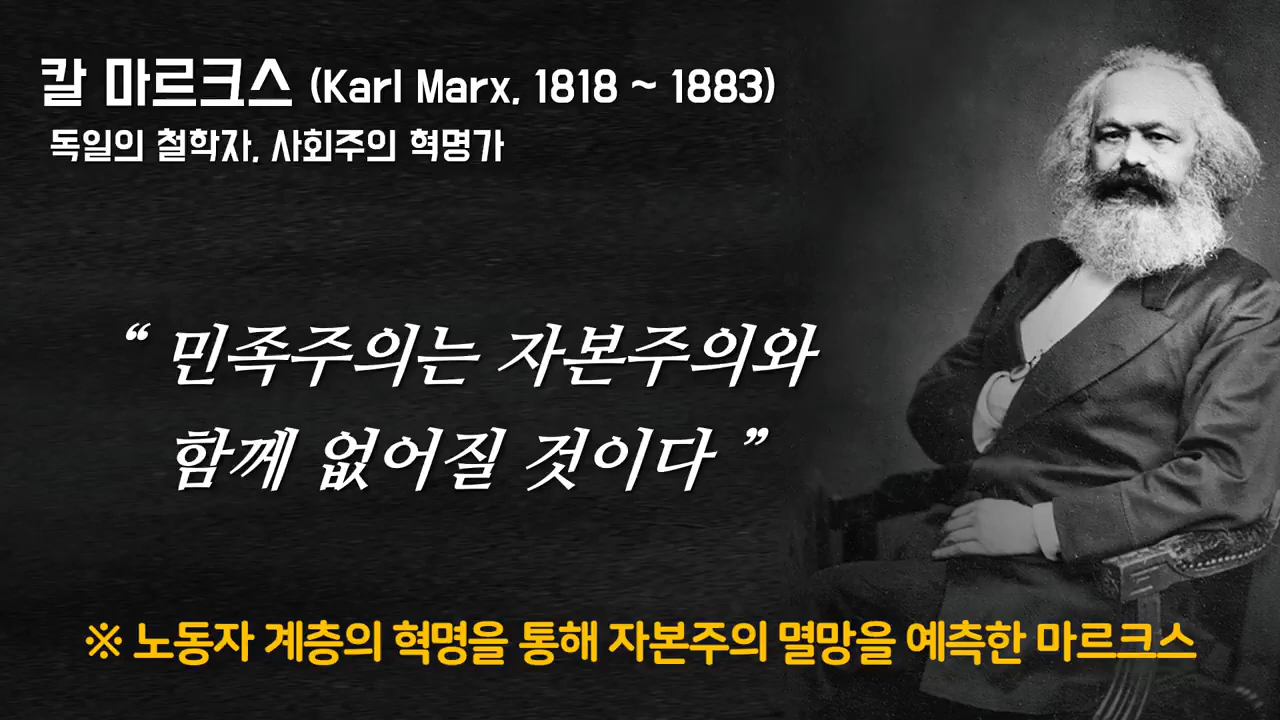 칼 마르크스 (Karl Marx, 1818 ~ 1883)
독일의 철학자, 사회주의 혁명가
“ 민족주의는 자본주의와
함께 없어질 것이다 ”
※ 노동자 계층의 혁명을 통해 자본주의 멸망을 예측한 마르크스